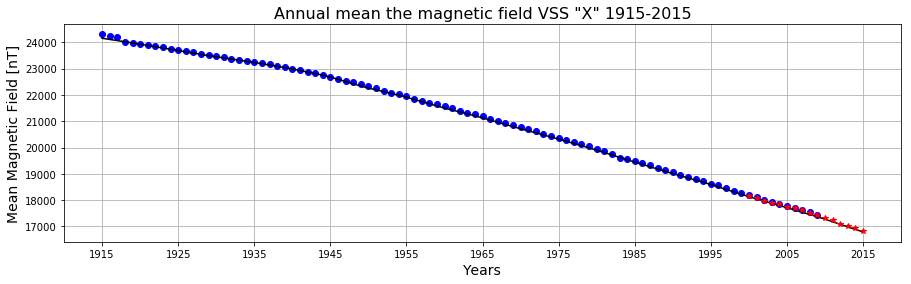 Annual mean the magnetic field VSS "X" 1915-2015
Mean Magnetic Field [nT]
24000
23000
22000
21000
20000
19000
18000
17000
1915 1925 1935 1945 1955 1965 1975 1985 1995 2005 2015
Years